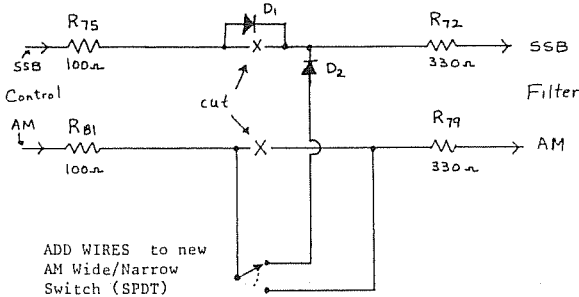 D1
R75
R72
SSB
100Ω
X
D2
330Ω
SSB
Control
cut
Filter
AM
R81
100Ω
X
R79
330Ω
AM
ADD WIRES to new
AM Wide/Narrow
Switch (SPDT)